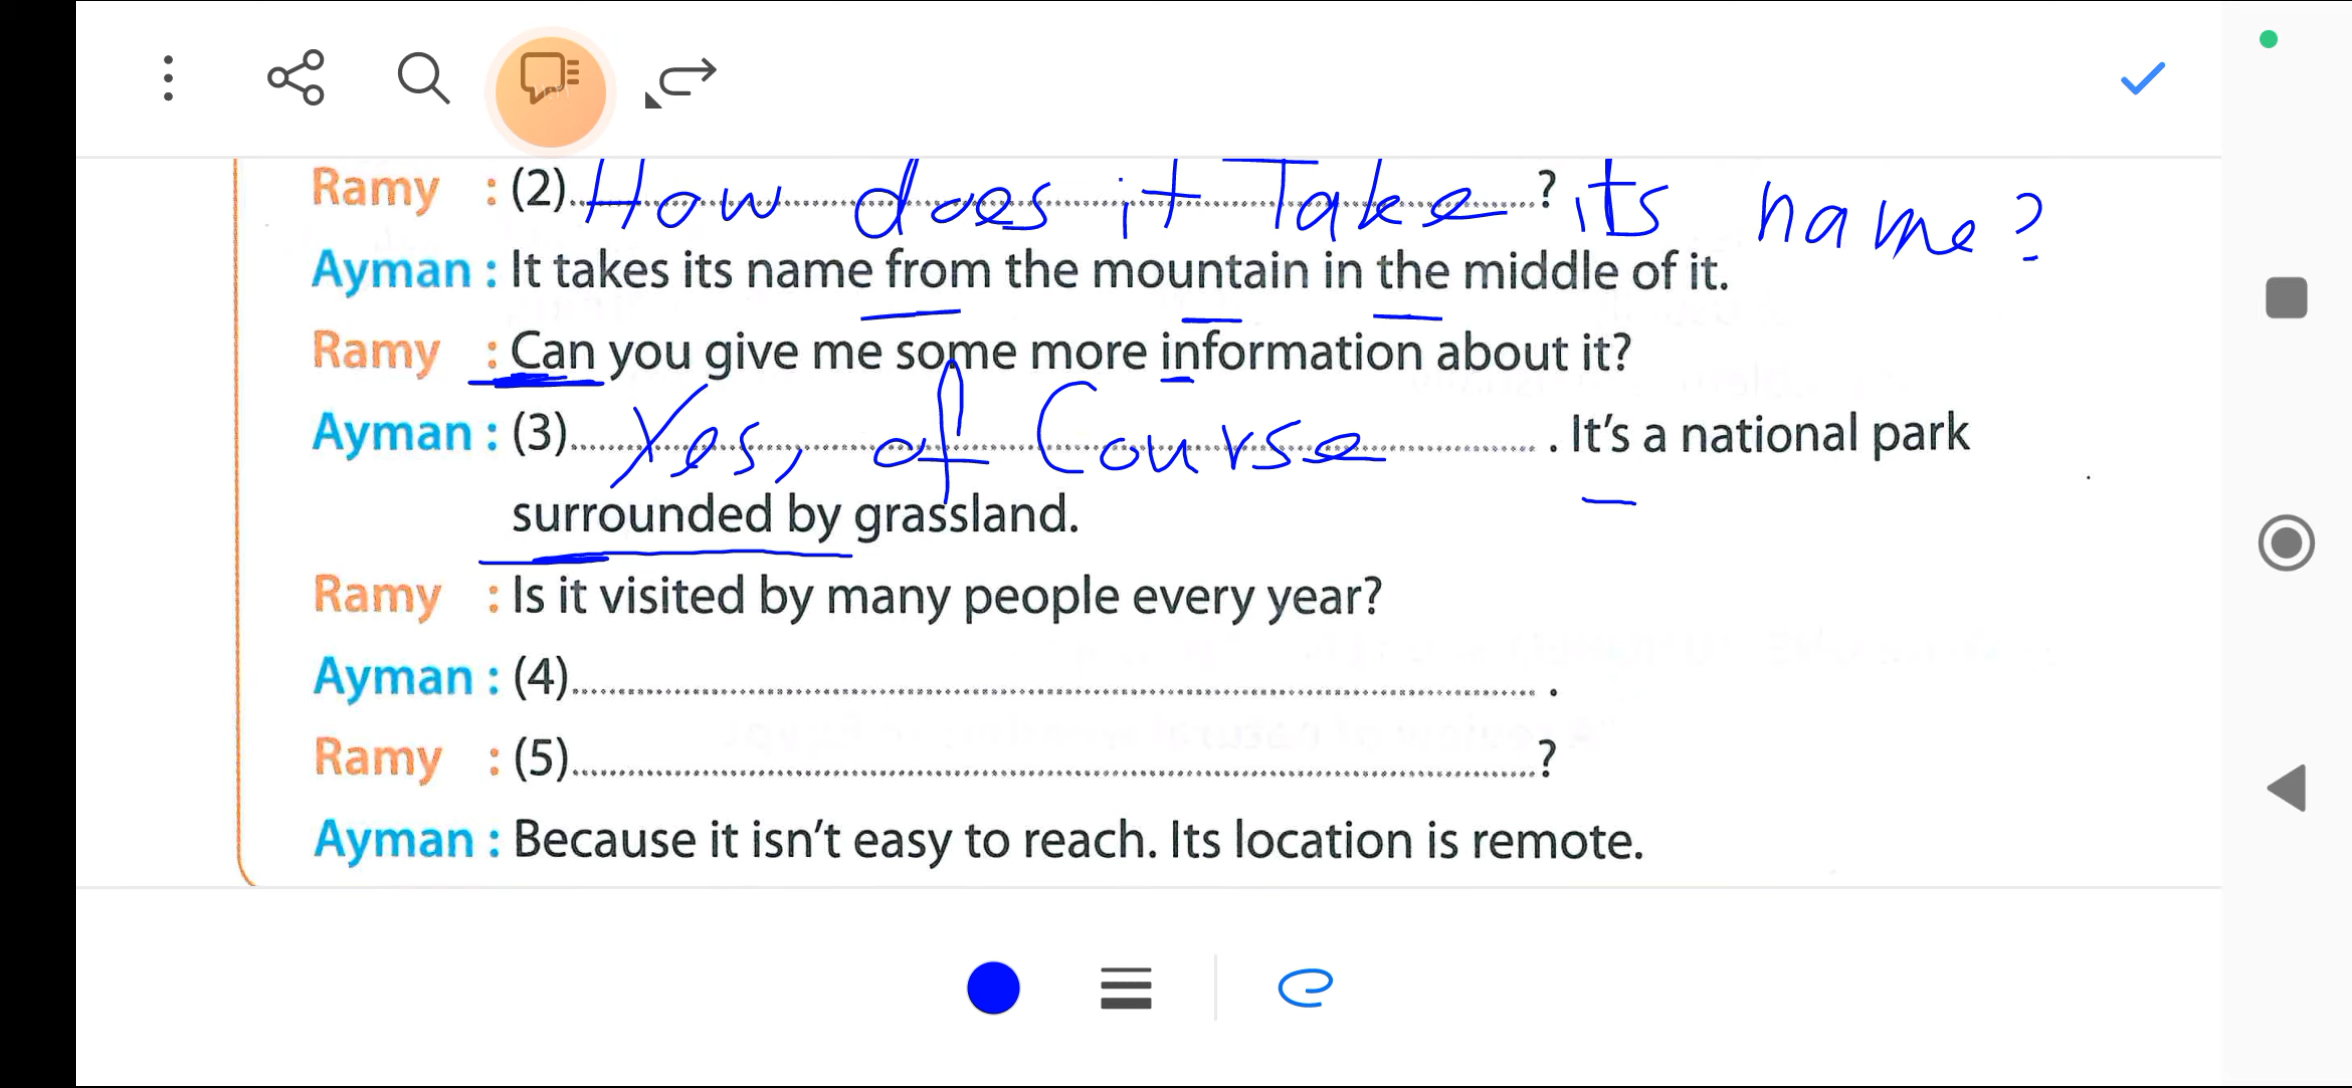 Ramy : (2) How does it Take ? its name ?
Ayman : It takes its name from the mountain in the middle of it.
Ramy : Can you give me some more information about it?
Ayman : (3) Yes, of Course . It's a national park
surrounded by grassland.
Ramy : Is it visited by many people every year?
Ayman : (4) .
Ramy : (5) ?
Ayman : Because it isn't easy to reach. Its location is remote.